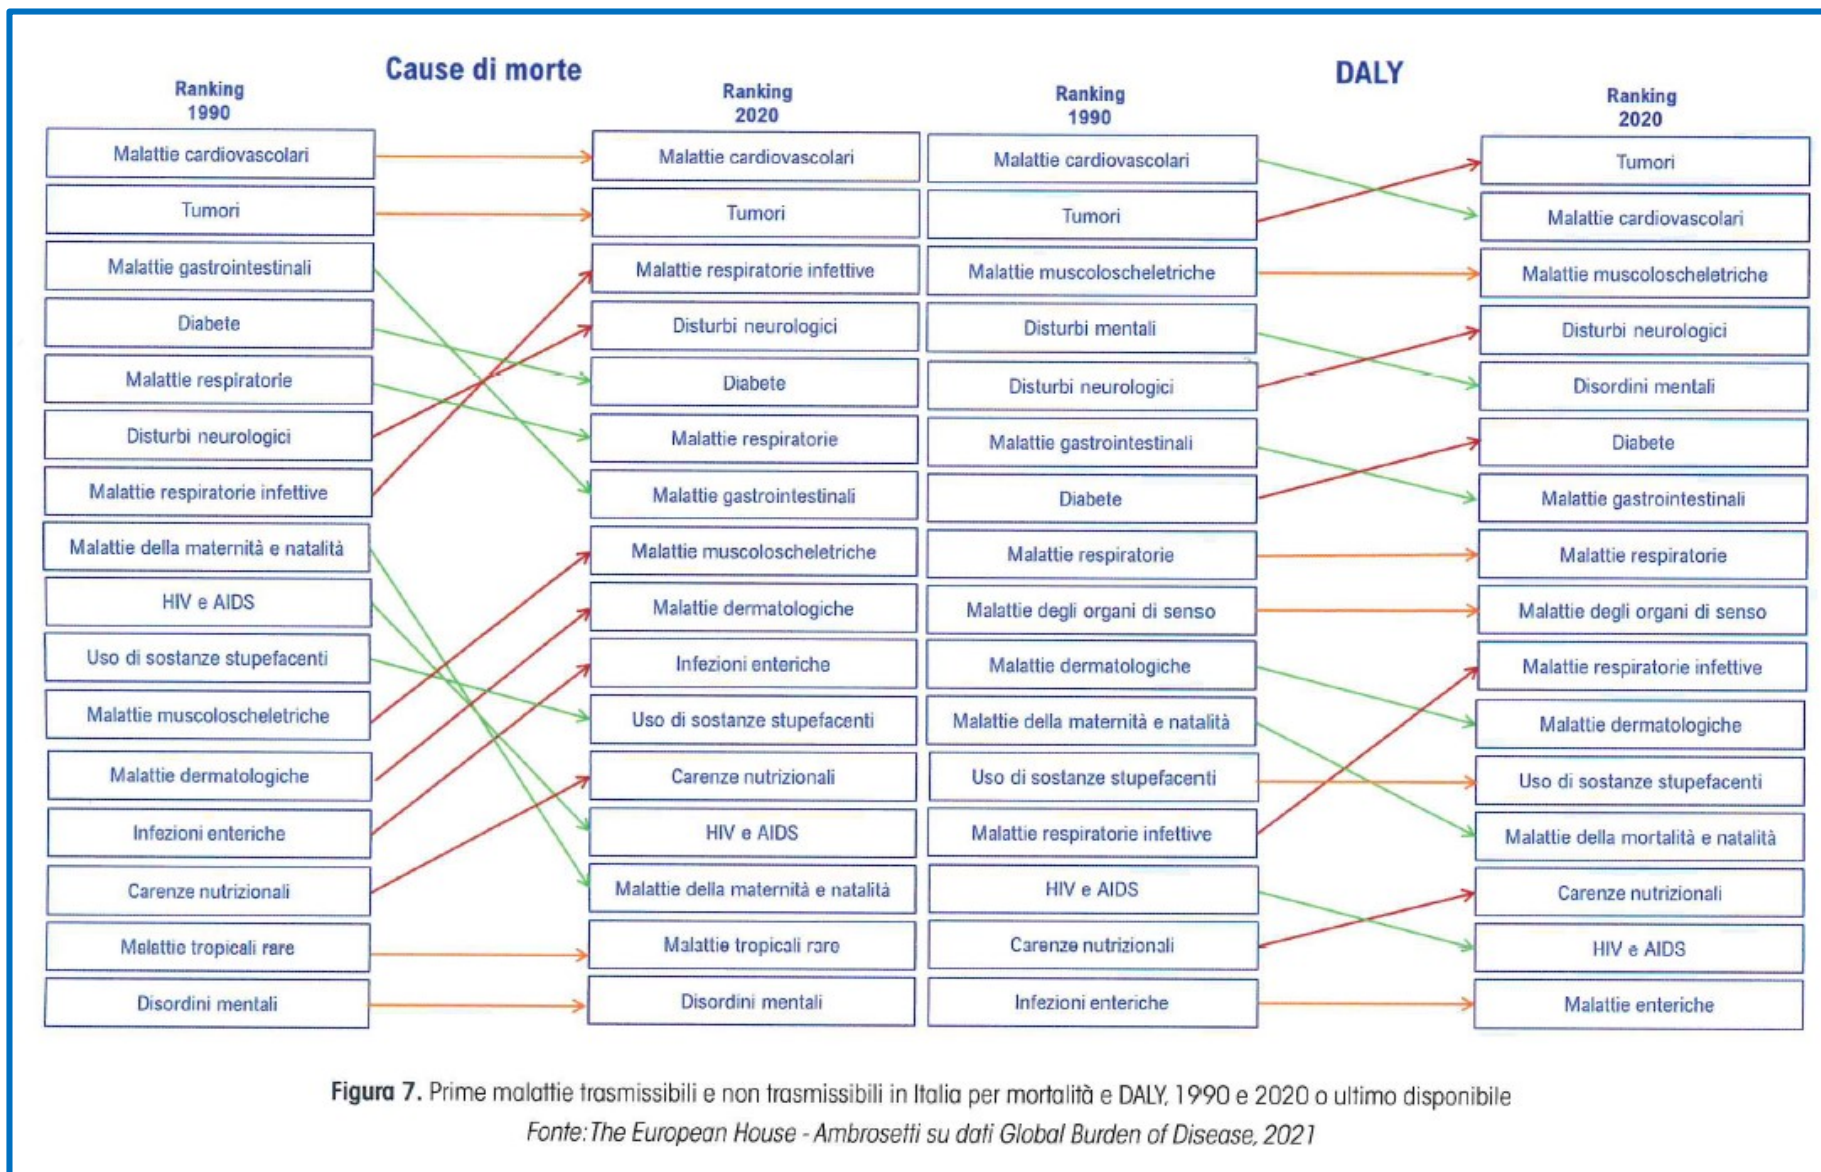 Cause di morte
Ranking
1990
Malattie cardiovascolari
Tumori
Malattie gastrointestinali
Diabete
Malattie respiratorie
Disturbi neurologici
Malattie respiratorie infettive
Malattie della maternità e natalità
HIV e AIDS
Uso di sostanze stupefacenti
Malattie muscoloscheletriche
Malattie dermatologiche
Infezioni enteriche
Carenze nutrizionali
Malattie tropicali rare
Disordini mentali
Ranking
2020
Malattie cardiovascolari
Tumori
Malattie respiratorie infettive
Disturbi neurologici
Diabete
Malattie respiratorie
Malattie gastrointestinali
Malattie muscoloscheletriche
Malattie dermatologiche
Infezioni enteriche
Uso di sostanze stupefacenti
Carenze nutrizionali
HIV e AIDS
Malattie della maternità e natalità
Malattie tropicali rare
Disordini mentali
DALY
Ranking
1990
Malattie cardiovascolari
Tumori
Malattie muscoloscheletriche
Disturbi mentali
Disturbi neurologici
Malattie gastrointestinali
Diabete
Malattie respiratorie
Malattie degli organi di senso
Malattie dermatologiche
Malattie della maternità e natalità
Uso di sostanze stupefacenti
Malattie respiratorie infettive
HIV e AIDS
Carenze nutrizionali
Infezioni enteriche
Ranking
2020
Tumori
Malattie cardiovascolari
Malattie muscoloscheletriche
Disturbi neurologici
Disordini mentali
Diabete
Malattie gastrointestinali
Malattie respiratorie
Malattie degli organi di senso
Malattie respiratorie infettive
Malattie dermatologiche
Uso di sostanze stupefacenti
Malattie della mortalità e natalità
Carenze nutrizionali
HIV e AIDS
Malattie enteriche
Figura 7. Prime malattie trasmissibili e non trasmissibili in Italia per mortalità e DALY, 1990 e 2020 o ultimo disponibile
Fonte: The European House - Ambrosetti su dati Global Burden of Disease, 2021